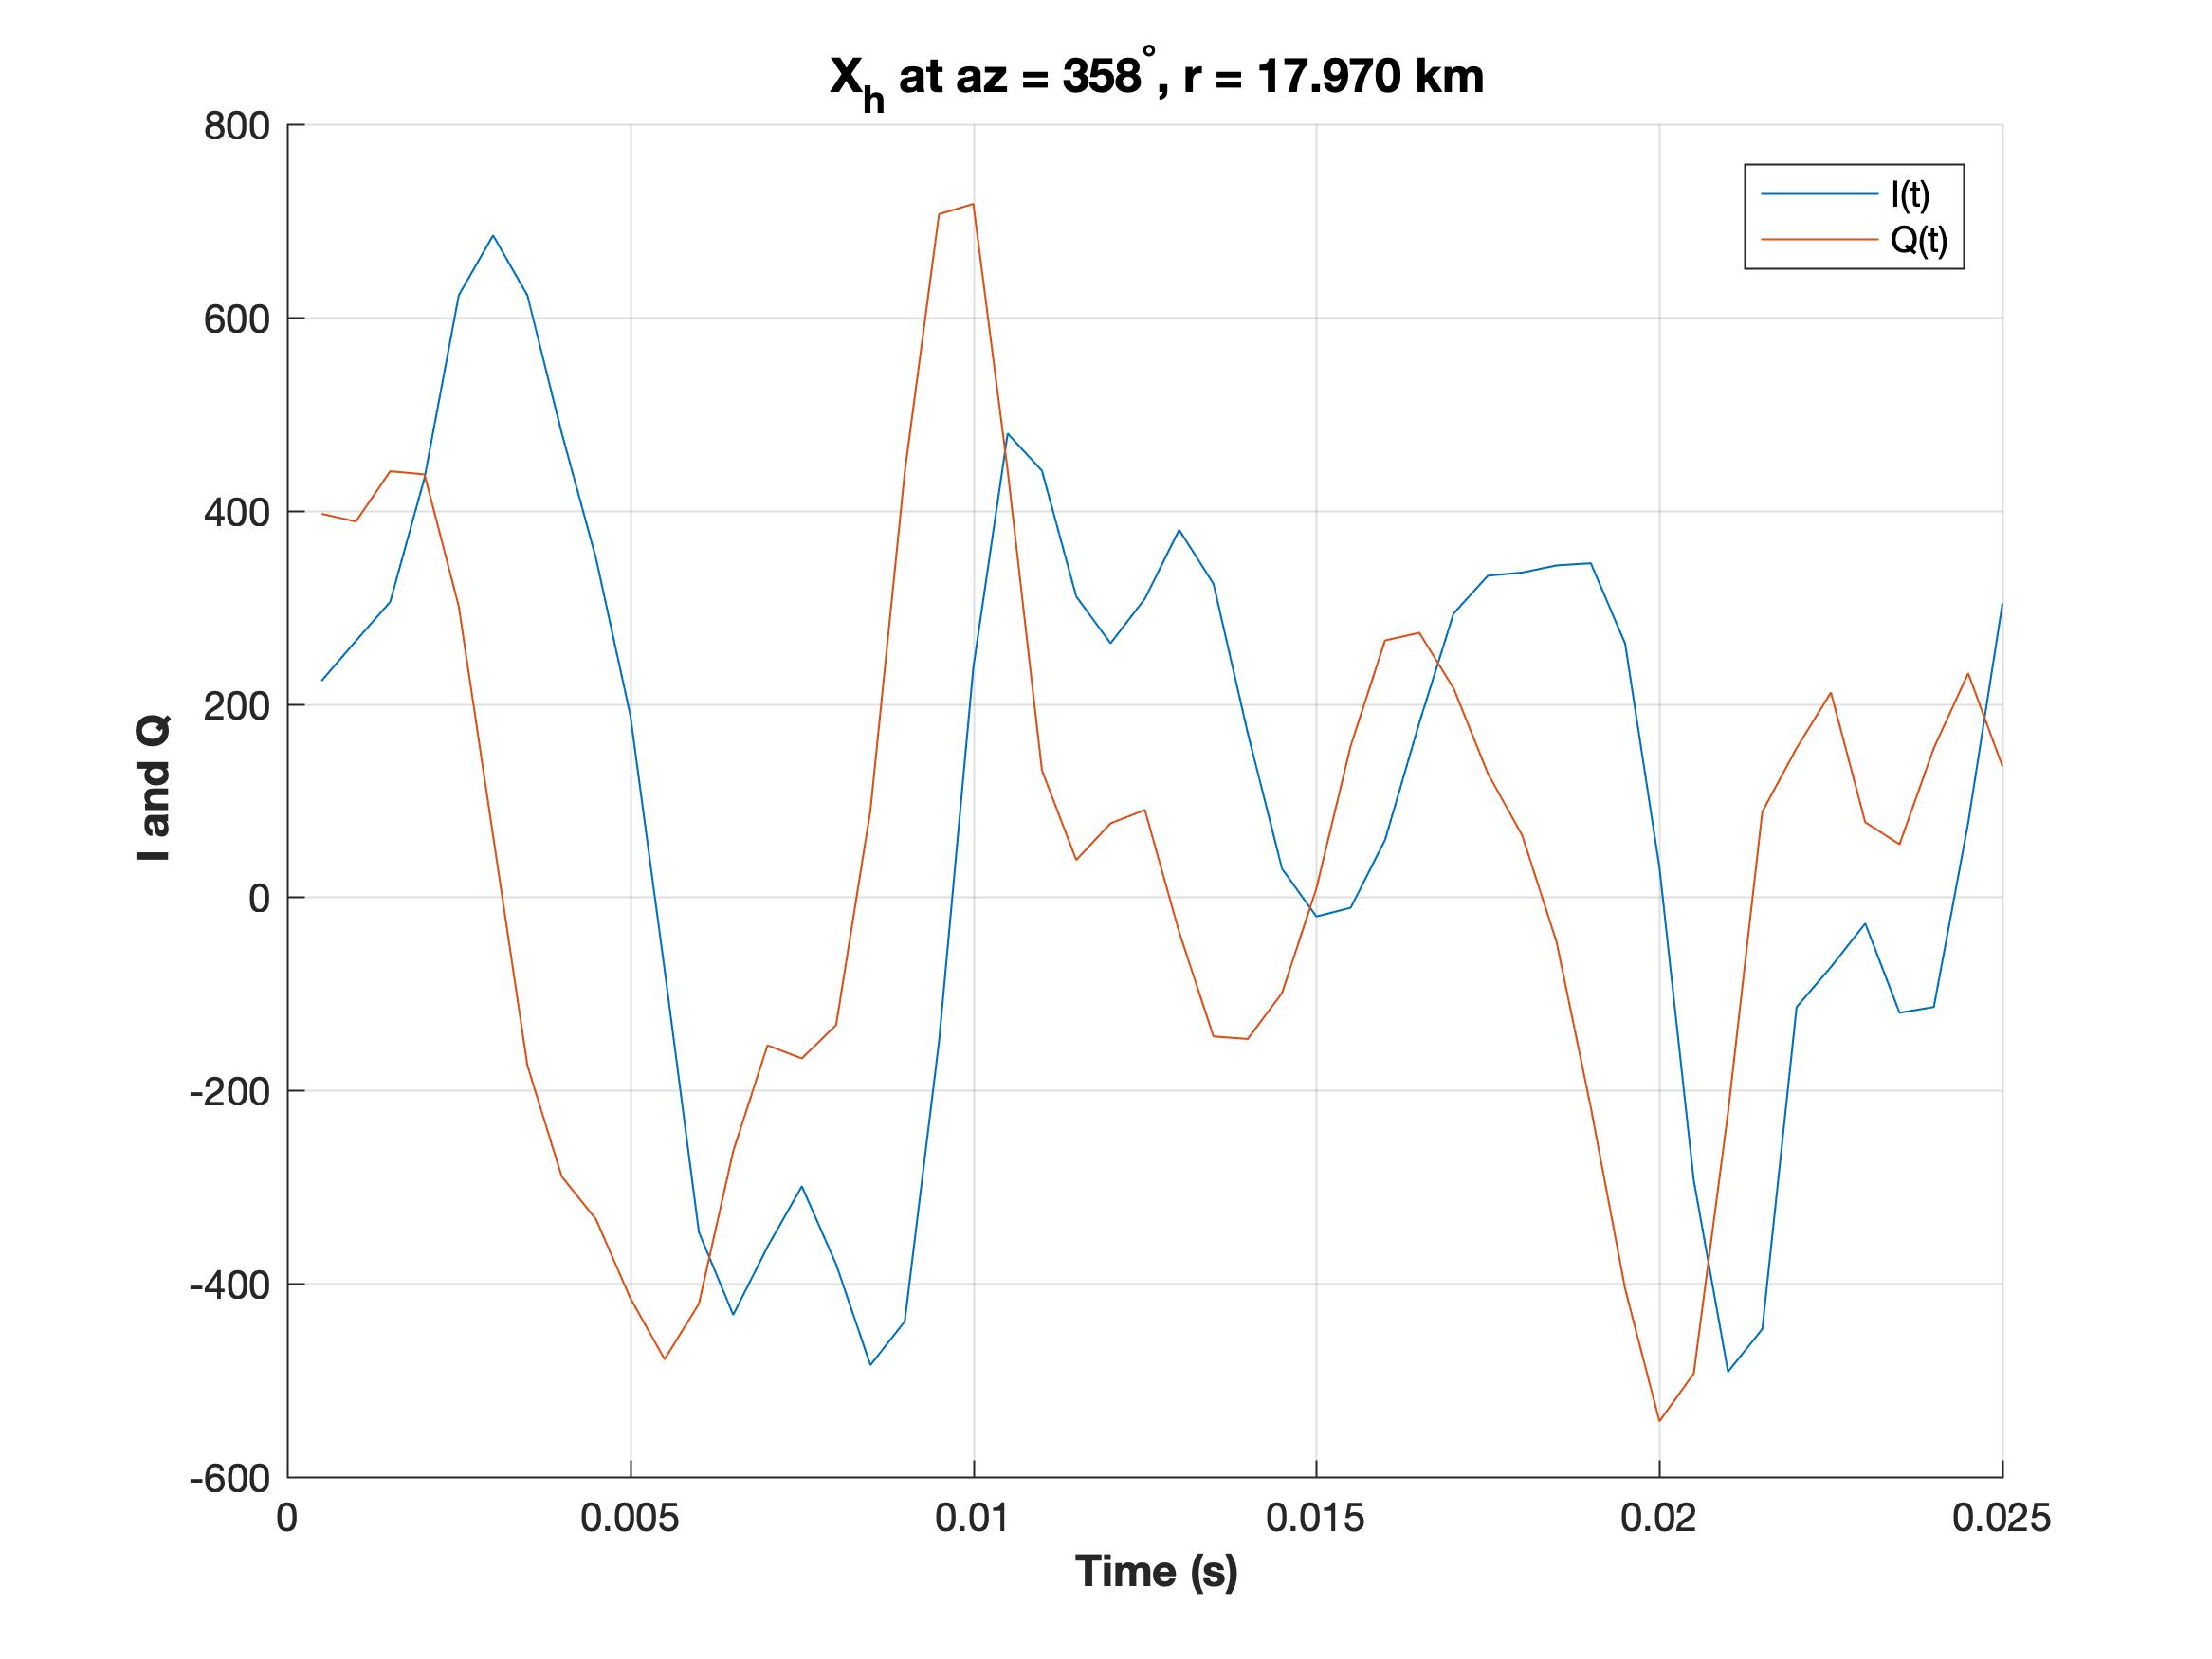 X_h at az = 358°, r = 17.970 km
I(t)
Q(t)
I and Q
800
600
400
200
0
-200
-400
-600
0 0.005 0.01 0.015 0.02 0.025
Time (s)